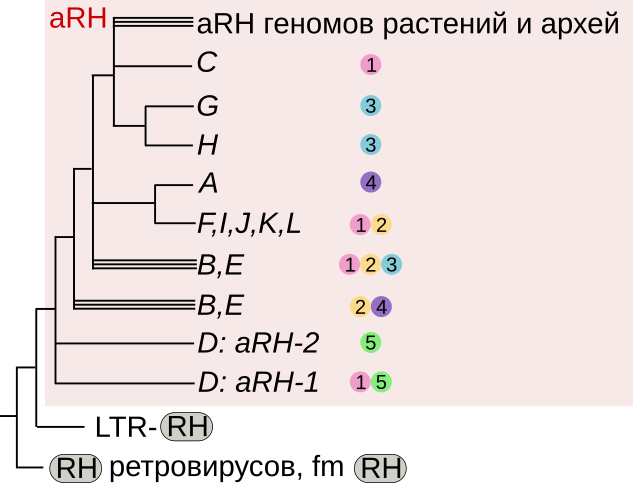 aRH
aRH геномов растений и архей
C 1
G 3
H 3
A 4
F,I,J,K,L 1 2
B,E 1 2 3
B,E 2 4
D: aRH-2 5
D: aRH-1 1 5
LTR-RH
RH ретровирусов, fm RH